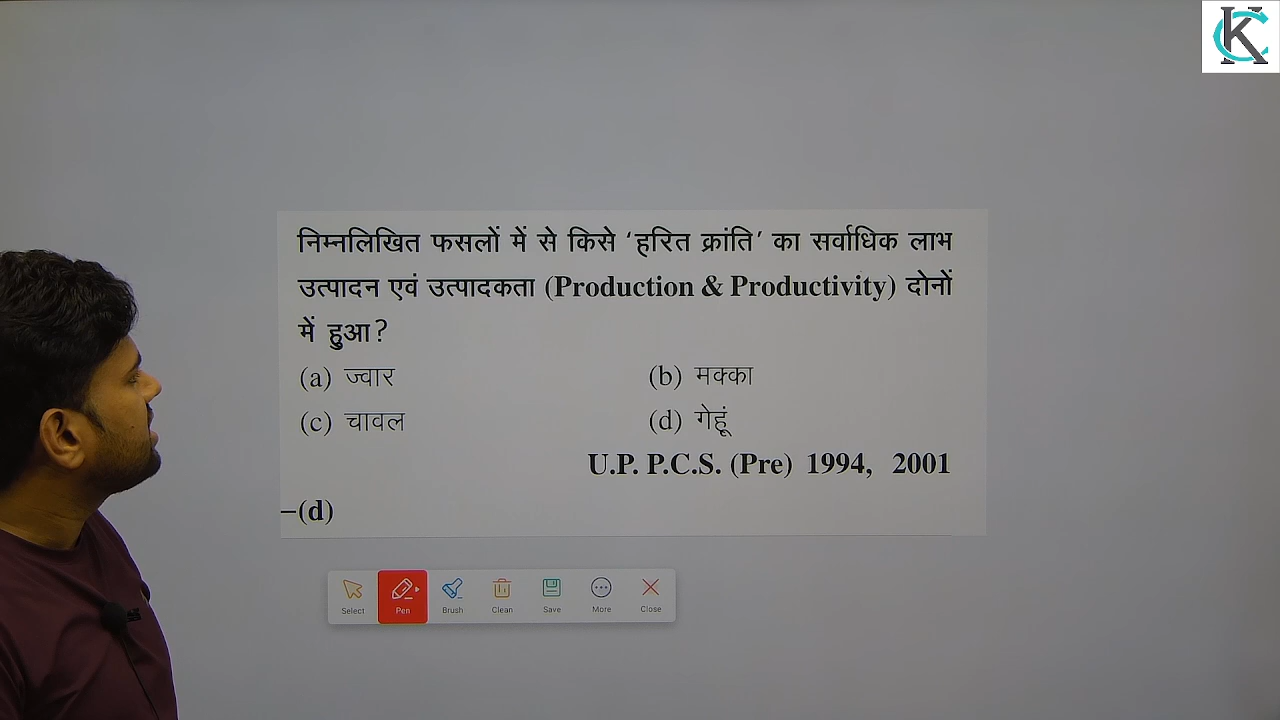 निम्नलिखित फसलों में से किसे ‘हरित क्रांति’ का सर्वाधिक लाभ
उत्पादन एवं उत्पादकता (Production & Productivity) दोनों
में हुआ?
(a) ज्वार (b) मक्का
(c) चावल (d) गेहूं
U.P. P.C.S. (Pre) 1994, 2001
–(d)
Select Pen Brush Clean Save More Close
KC